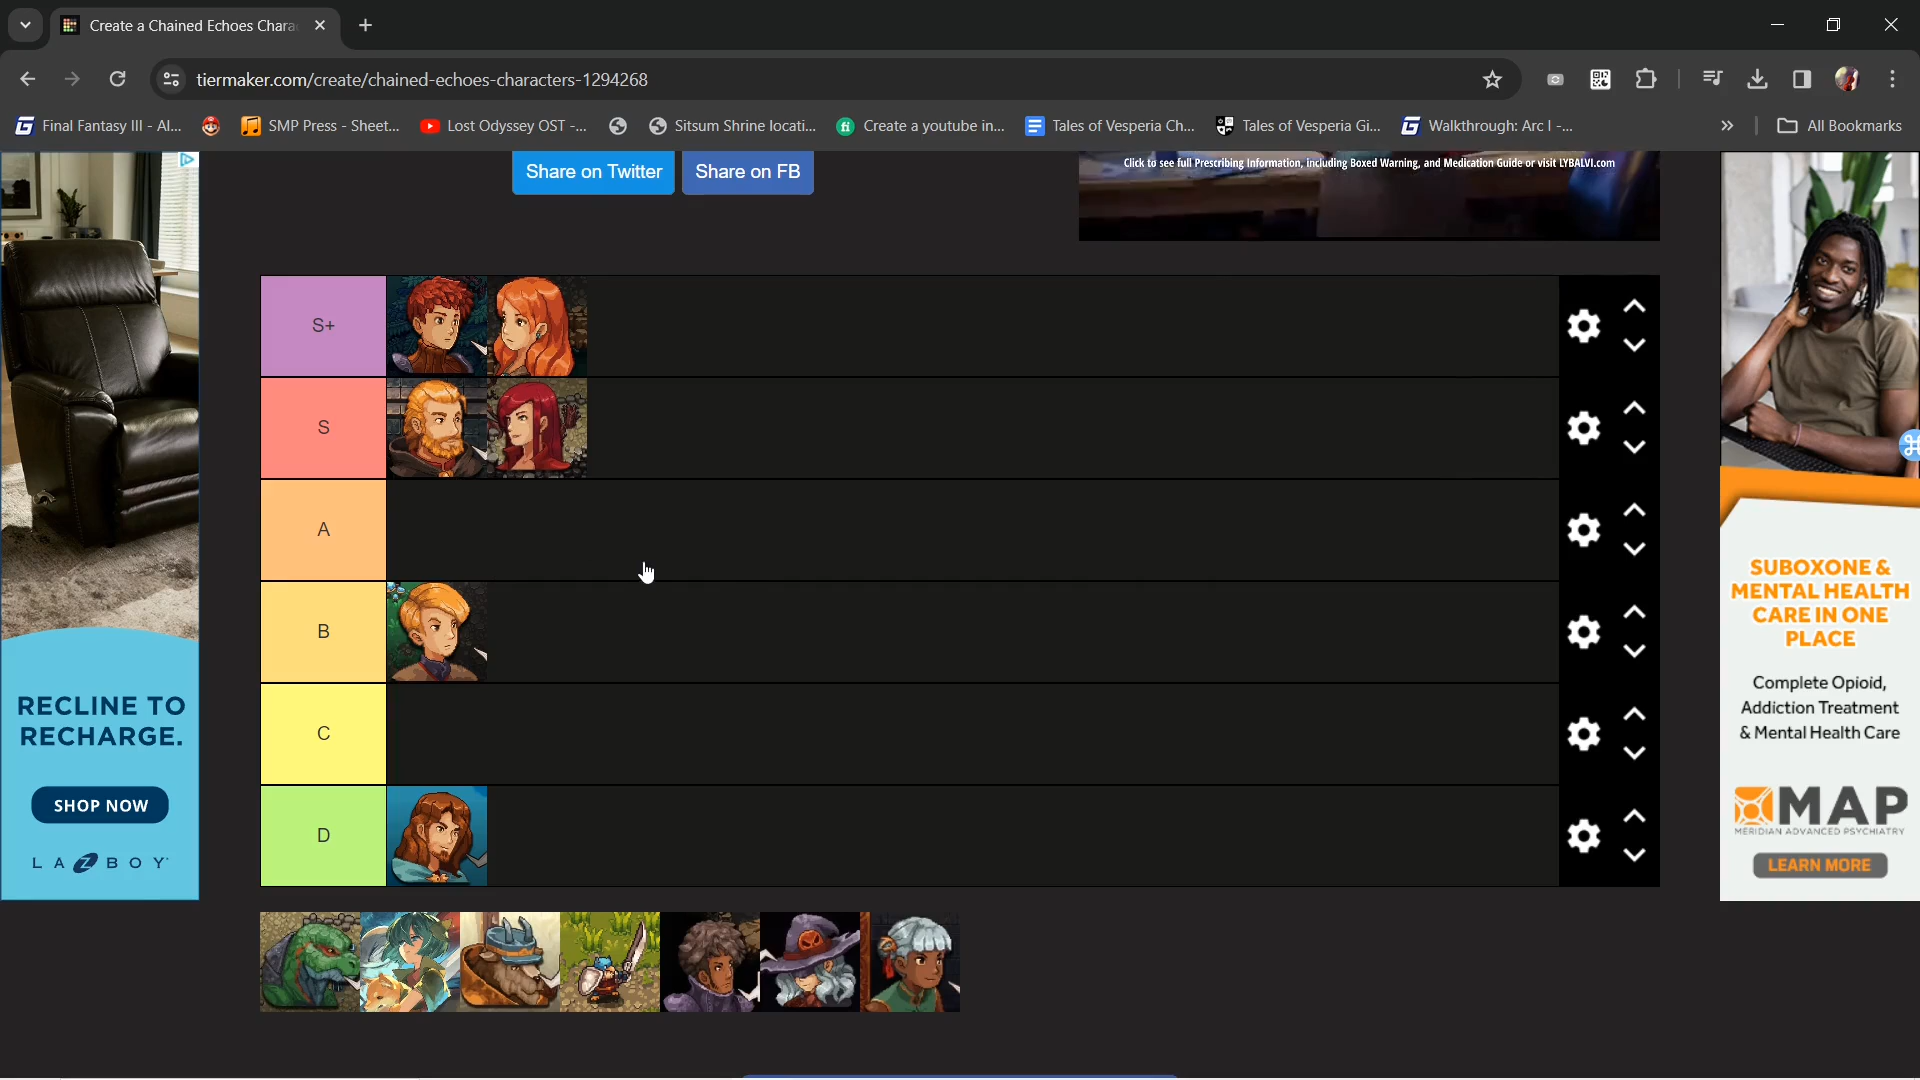 Create a Chained Echoes Chara
tiermaker.com/create/chained-echoes-characters-1294268
Final Fantasy III - Al...
SMP Press - Sheet...
Lost Odyssey OST -...
Sitsum Shrine locati...
Create a youtube in...
Tales of Vesperia Ch...
Tales of Vesperia Gi...
Walkthrough: Arc I -...
All Bookmarks
Share on Twitter
Share on FB
Click to see full Prescribing Information, including Boxed Warning, and Medication Guide or visit LYBALVI.com
S+
S
A
B
C
D
RECLINE TO
RECHARGE.
SHOP NOW
LAZBOY
SUBOXONE &
MENTAL HEALTH
CARE IN ONE
PLACE
Complete Opioid,
Addiction Treatment
& Mental Health Care
MAP
MERIDIAN ADVANCED PSYCHIATRY
LEARN MORE